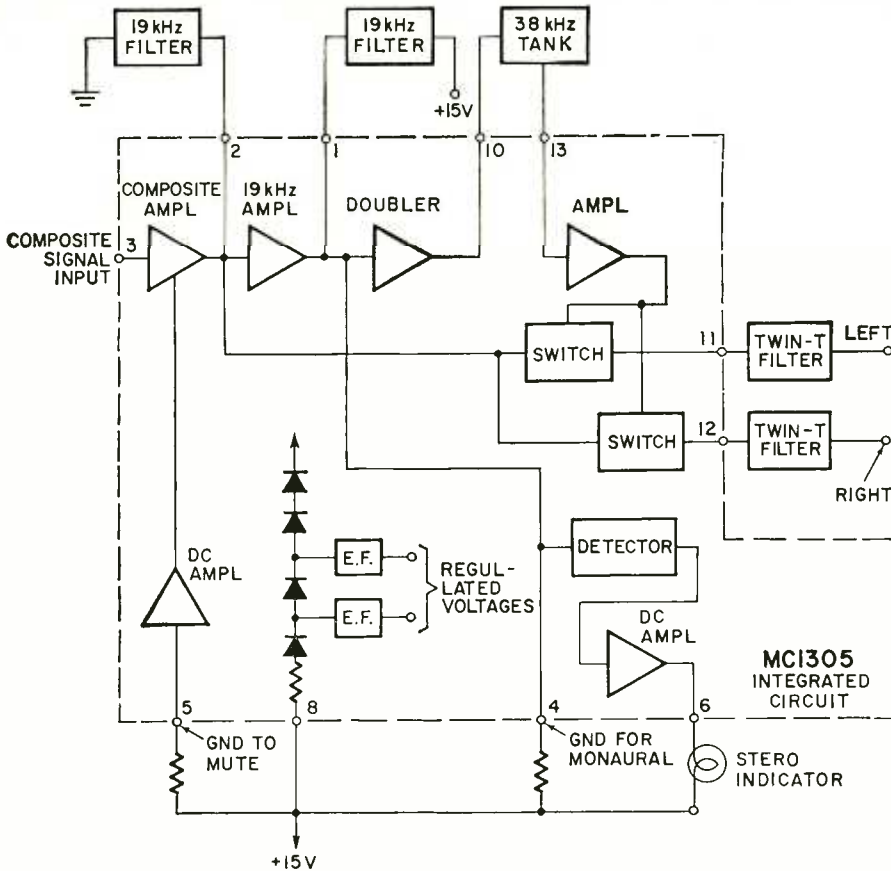 19 kHz
FILTER
19 kHz
FILTER
38 kHz
TANK
+15V
2
1
10
13
COMPOSITE
AMPL
19 kHz
AMPL
DOUBLER
AMPL
COMPOSITE
SIGNAL
INPUT
3
SWITCH
11
TWIN-T
FILTER
LEFT
SWITCH
12
TWIN-T
FILTER
RIGHT
DC
AMPL
E.F.
E.F.
REGUL-
LATED
VOLTAGES
DETECTOR
DC
AMPL
MC1305
INTEGRATED
CIRCUIT
5
GND TO
MUTE
8
4
GND FOR
MONAURAL
6
STERO
INDICATOR
+15V